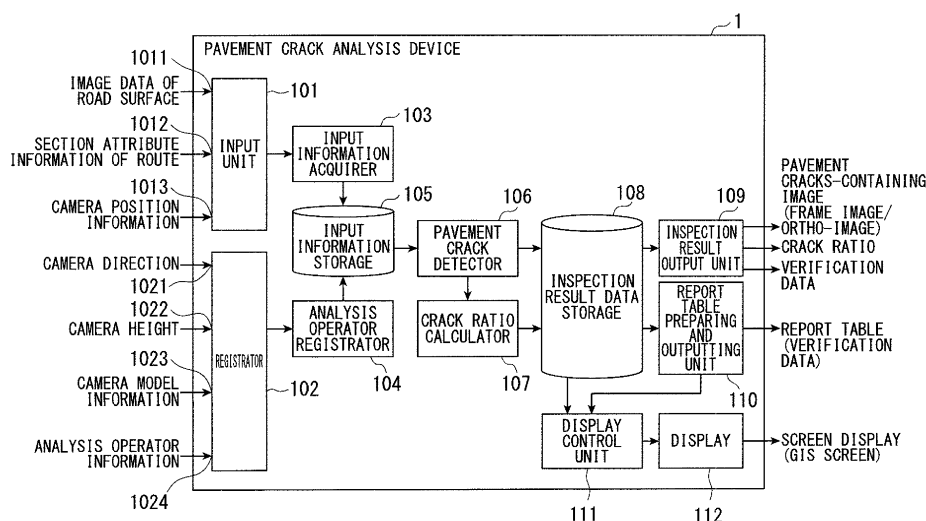 1
PAVEMENT CRACK ANALYSIS DEVICE
1011
IMAGE DATA OF
ROAD SURFACE
1012
SECTION ATTRIBUTE
INFORMATION OF ROUTE
1013
CAMERA POSITION
INFORMATION
101
INPUT
UNIT
103
INPUT
INFORMATION
ACQUIRER
105
INPUT
INFORMATION
STORAGE
CAMERA DIRECTION
1021
1022
CAMERA HEIGHT
1023
CAMERA MODEL
INFORMATION
ANALYSIS OPERATOR
INFORMATION
1024
REGISTRATOR
102
ANALYSIS
OPERATOR
REGISTRATOR
104
106
PAVEMENT
CRACK
DETECTOR
CRACK RATIO
CALCULATOR
107
108
INSPECTION
RESULT DATA
STORAGE
109
INSPECTION
RESULT
OUTPUT UNIT
PAVEMENT
CRACKS-CONTAINING
IMAGE
(FRAME IMAGE/
ORTHO-IMAGE)
CRACK RATIO
VERIFICATION
DATA
REPORT
TABLE
PREPARING
AND
OUTPUTTING
UNIT
110
REPORT TABLE
(VERIFICATION
DATA)
DISPLAY
CONTROL
UNIT
111
DISPLAY
112
SCREEN DISPLAY
(GIS SCREEN)